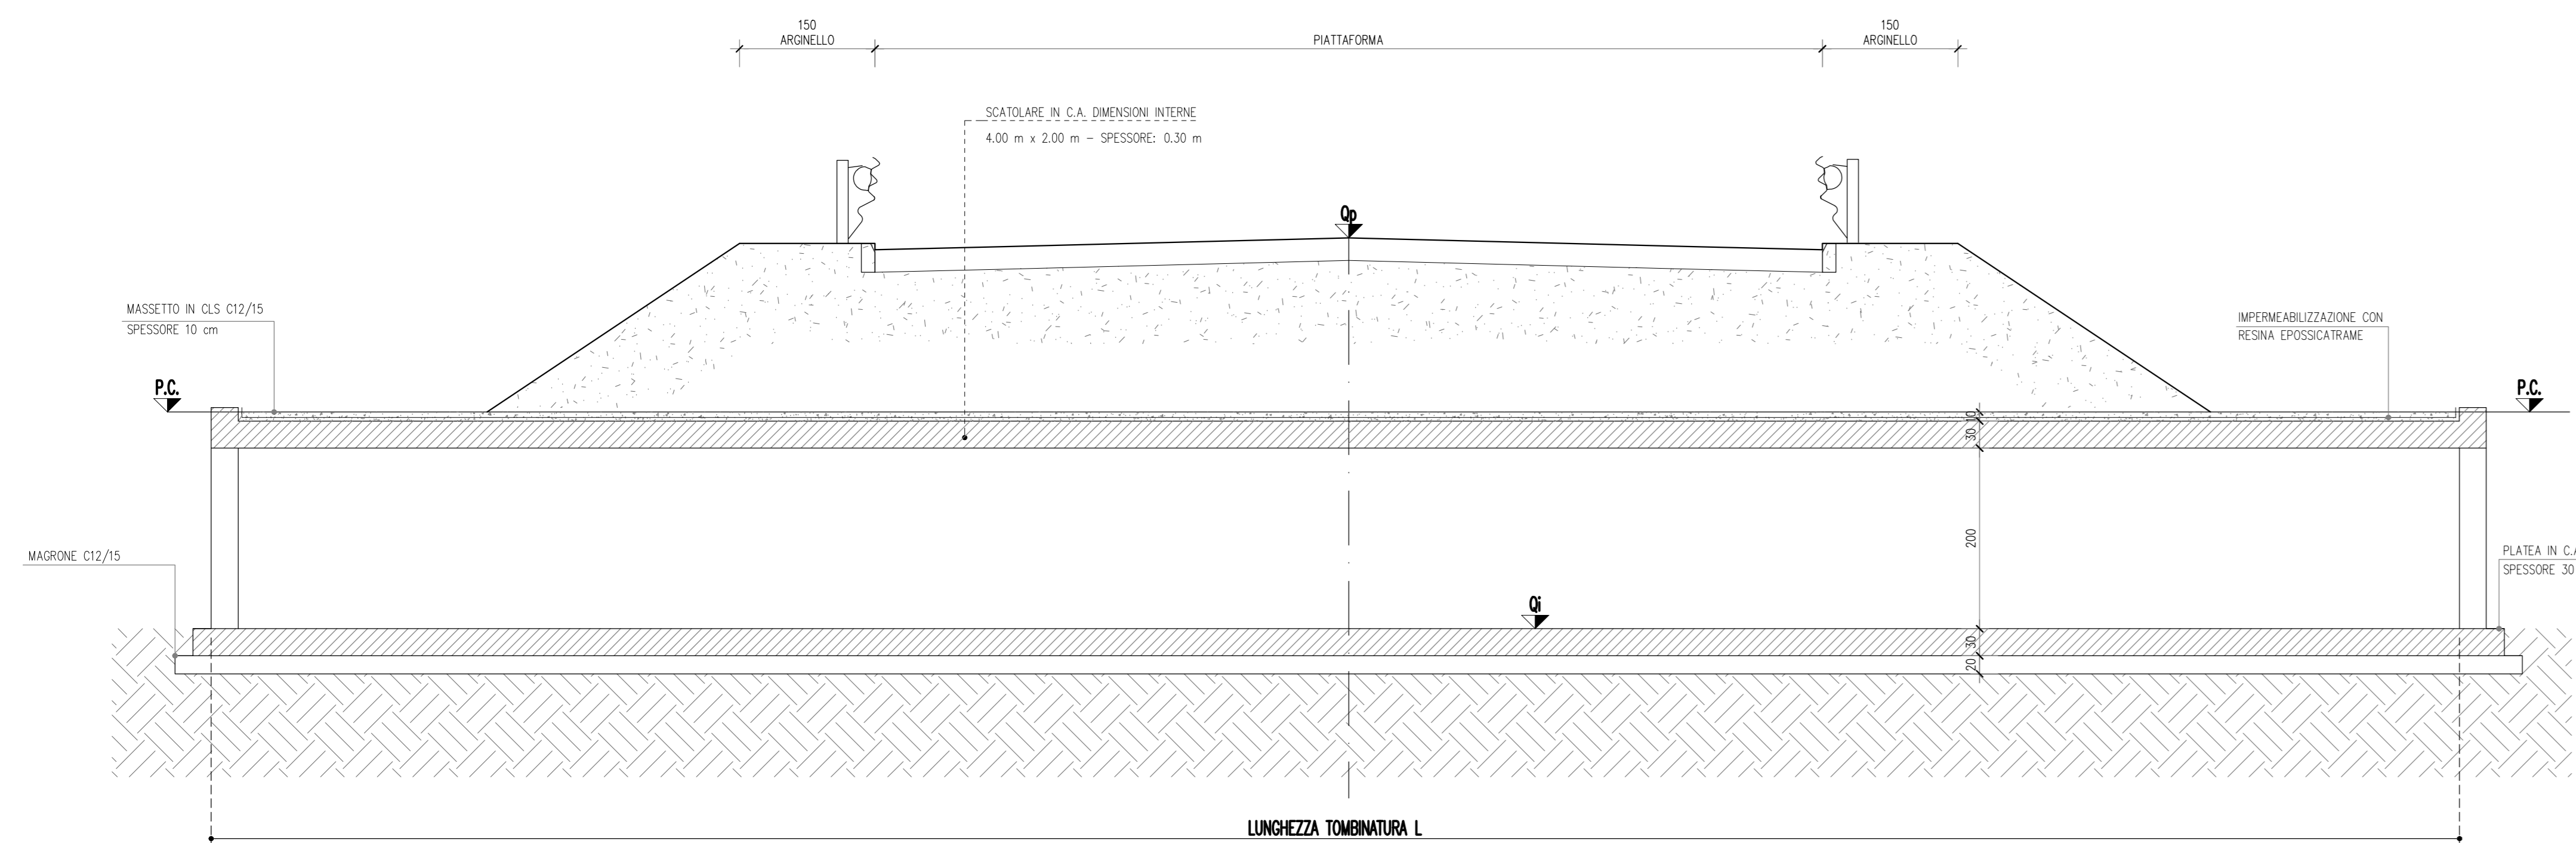 150
ARGINELLO
PIATTAFORMA
150
ARGINELLO
SCATOLARE IN C.A. DIMENSIONI INTERNE
4.00 m x 2.00 m - SPESSORE: 0.30 m
Qp
MASSETTO IN CLS C12/15
SPESSORE 10 cm
IMPERMEABILIZZAZIONE CON
RESINA EPOSSICATRAME
P.C.
P.C.
10
30
200
MAGRONE C12/15
PLATEA IN C.A
SPESSORE 30
Qi
30
20
LUNGHEZZA TOMBINATURA L